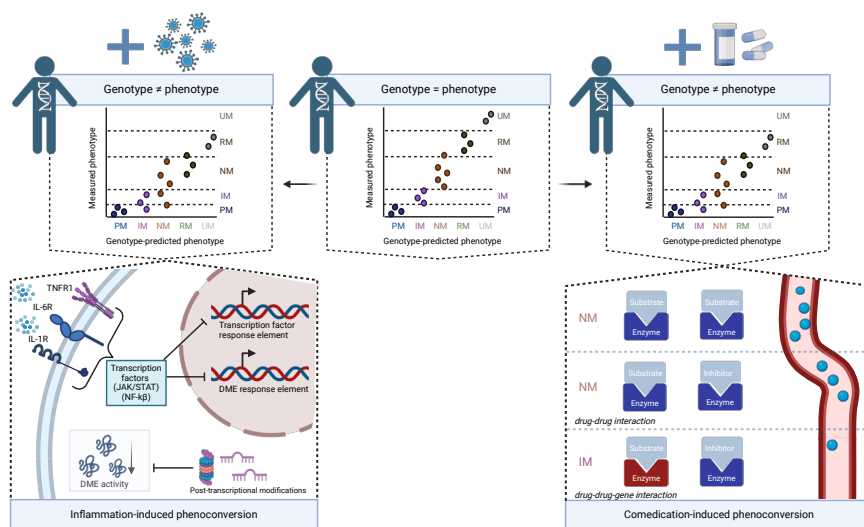 Genotype ≠ phenotype
Genotype = phenotype
Genotype ≠ phenotype
Measured phenotype
UM
RM
NM
IM
PM
PM IM NM RM UM
Genotype-predicted phenotype
Measured phenotype
UM
RM
NM
IM
PM
PM IM NM RM UM
Genotype-predicted phenotype
Measured phenotype
UM
RM
NM
IM
PM
PM IM NM RM UM
Genotype-predicted phenotype
TNFR1
IL-6R
IL-1R
Transcription
factors
(JAK/STAT)
(NF-kβ)
Transcription factor
response element
DME response element
DME activity
Post-transcriptional modifications
Inflammation-induced phenoconversion
NM
Substrate
Enzyme
Substrate
Enzyme
NM
Substrate
Enzyme
Inhibitor
Enzyme
drug-drug interaction
IM
Substrate
Enzyme
Inhibitor
Enzyme
drug-drug-gene interaction
Comedication-induced phenoconversion